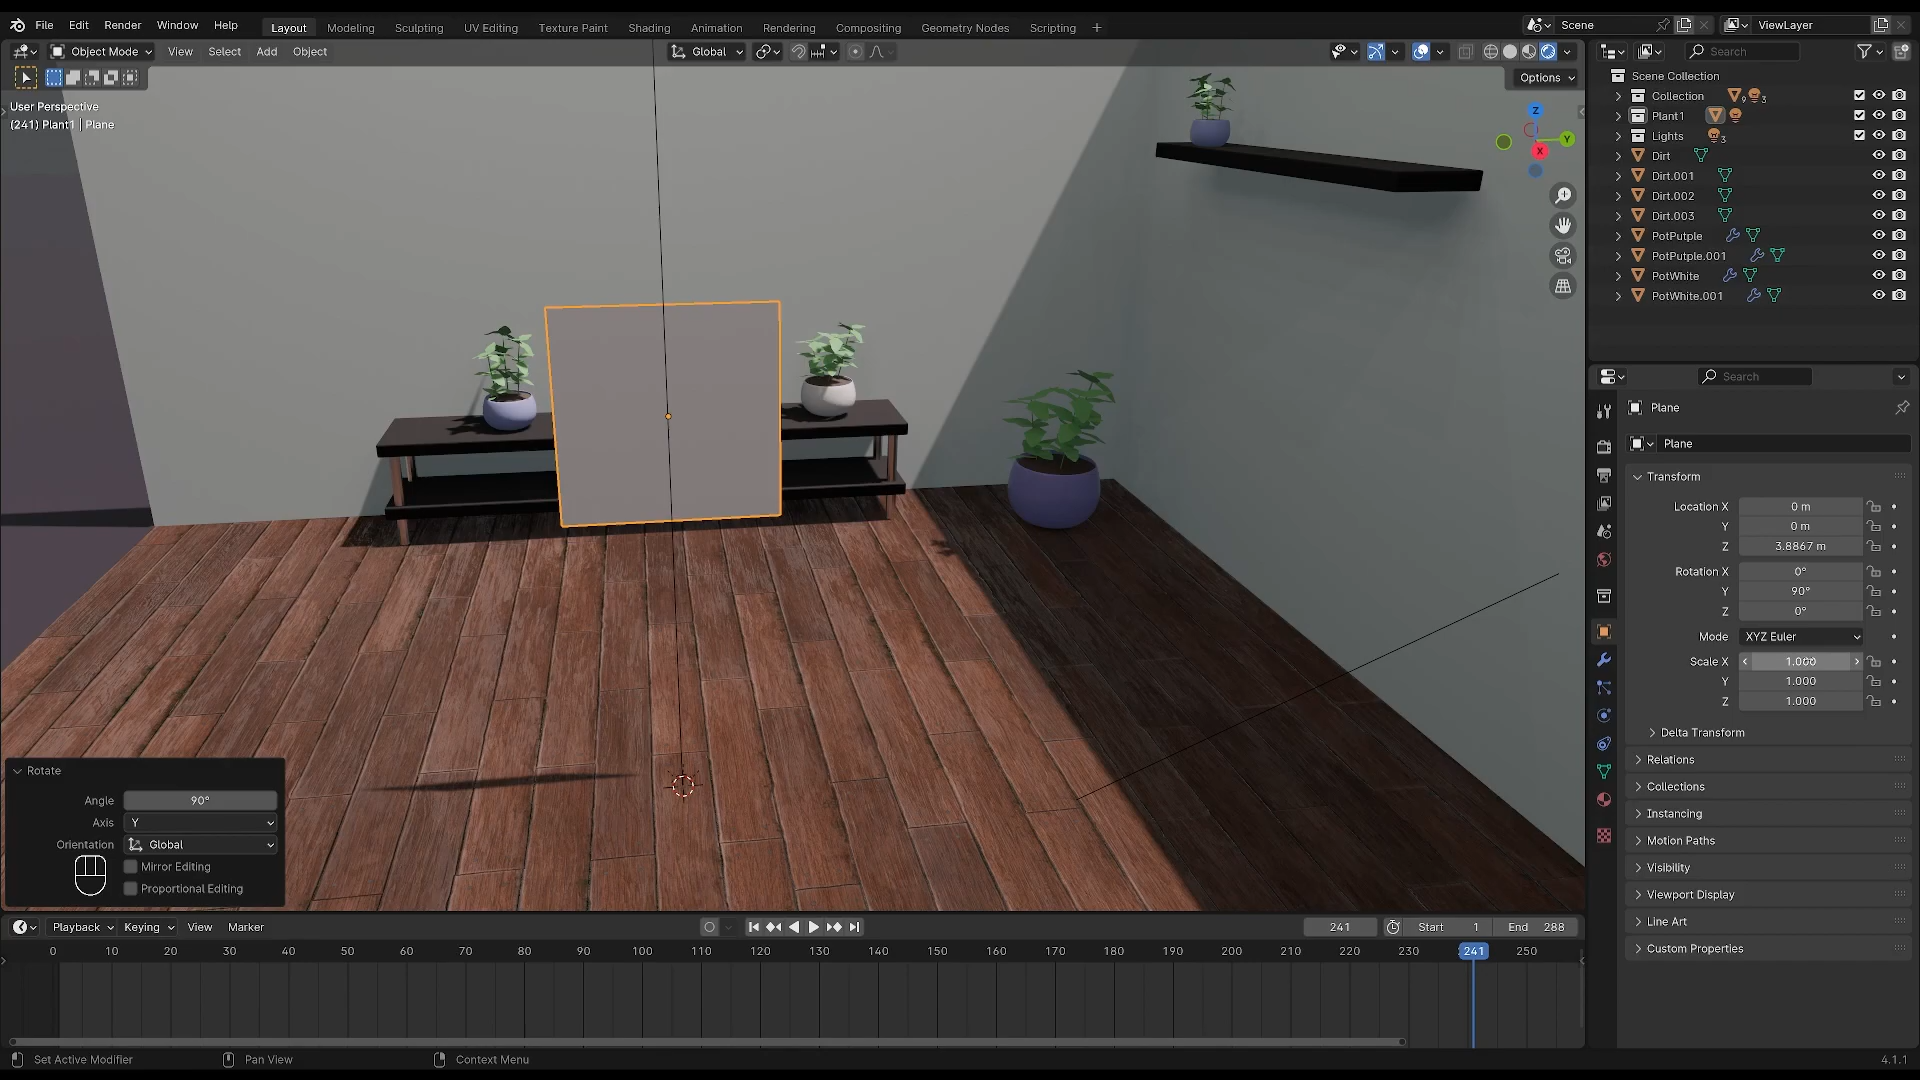 File Edit Render Window Help Layout Modeling Sculpting UV Editing Texture Paint Shading Animation Rendering Compositing Geometry Nodes Scripting + Scene ViewLayer
Object Mode View Select Add Object Global Search
Options
User Perspective
(241) Plant1 | Plane
Z
Y
X
Scene Collection
Collection 9 3
Plant1
Lights 3
Dirt
Dirt.001
Dirt.002
Dirt.003
PotPutple
PotPutple.001
PotWhite
PotWhite.001
Search
Plane
Plane
Transform
Location X 0 m
Y 0 m
Z 3.8867 m
Rotation X 0°
Y 90°
Z 0°
Mode XYZ Euler
Scale X 1.000
Y 1.000
Z 1.000
Delta Transform
Relations
Collections
Instancing
Motion Paths
Visibility
Viewport Display
Line Art
Custom Properties
Rotate
Angle 90°
Axis Y
Orientation Global
Mirror Editing
Proportional Editing
Playback Keying View Marker 241 Start 1 End 288
0 10 20 30 40 50 60 70 80 90 100 110 120 130 140 150 160 170 180 190 200 210 220 230 241 250
Set Active Modifier Pan View Context Menu 4.1.1